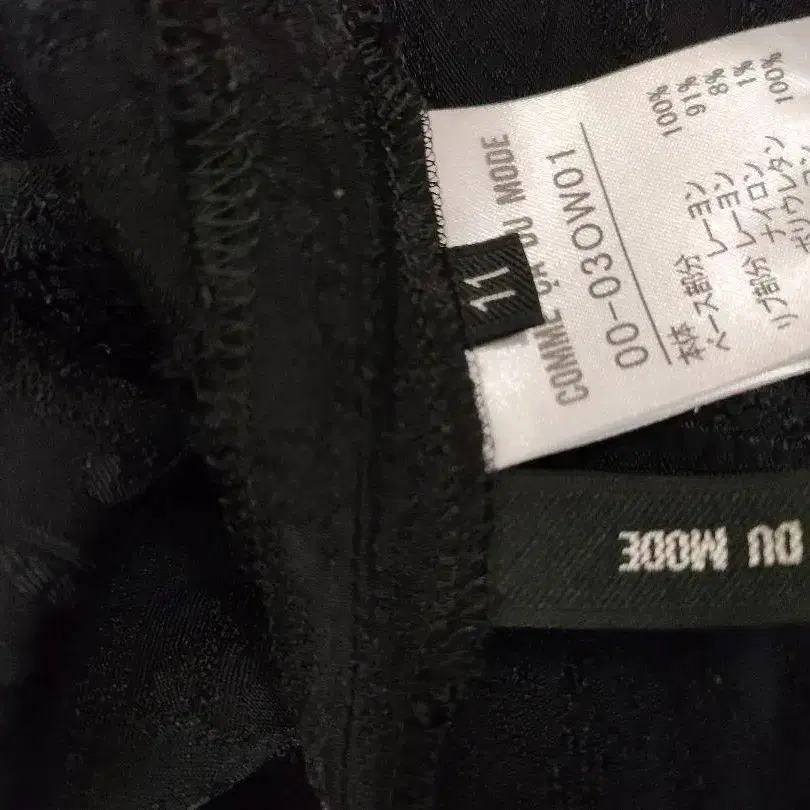 COMME ÇA DU MODE
00-03OW01
本体
レーヨン 100%
ベース部分 レーヨン 91%
ナイロン 8%
ポリウレタン 1%
リブ部分 100%
11
DU MODE